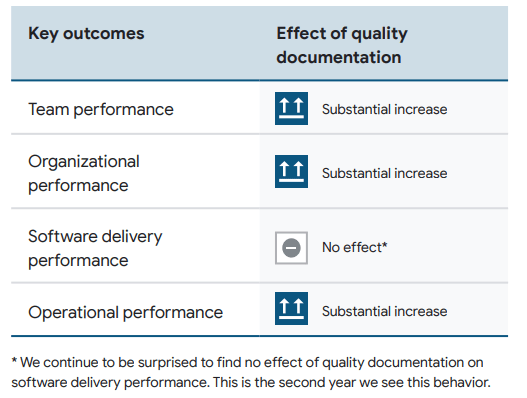 Key outcomes
Effect of quality
documentation
Team performance
Substantial increase
Organizational
performance
Substantial increase
Software delivery
performance
No effect*
Operational performance
Substantial increase
* We continue to be surprised to find no effect of quality documentation on
software delivery performance. This is the second year we see this behavior.